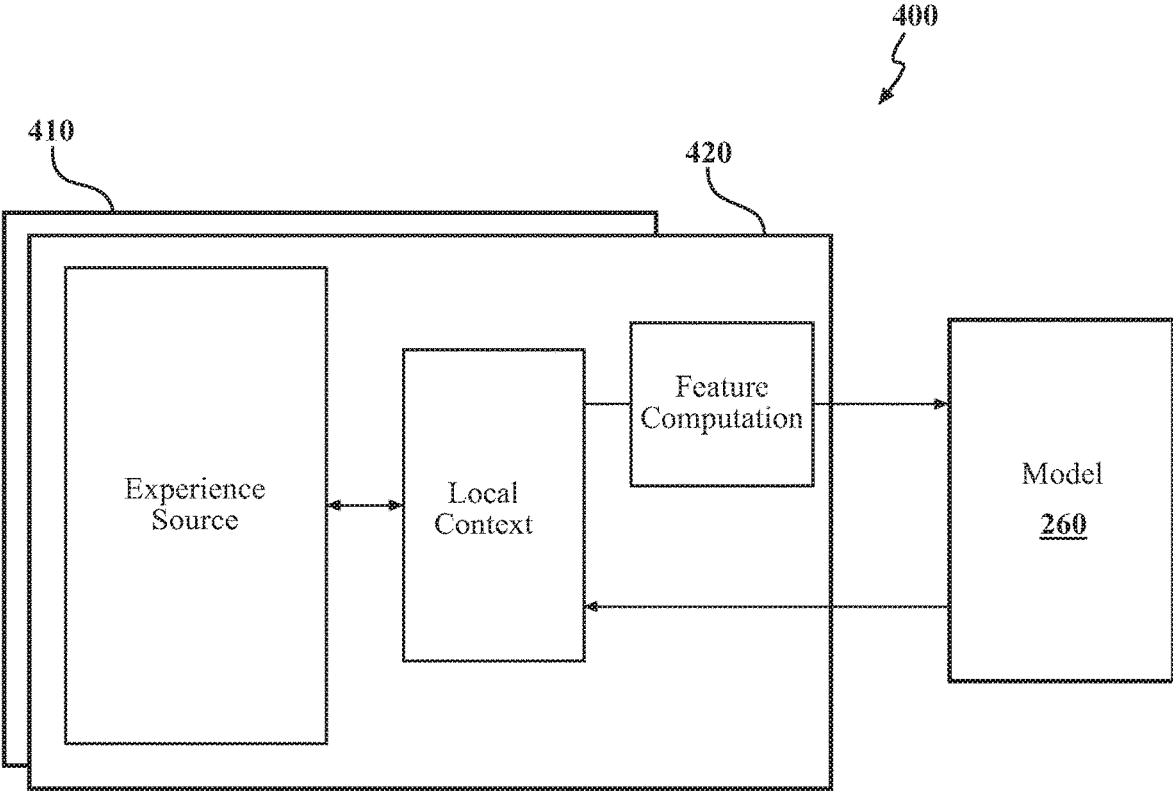 400
410
420
Feature
Computation
Experience
Source
Local
Context
Model
260